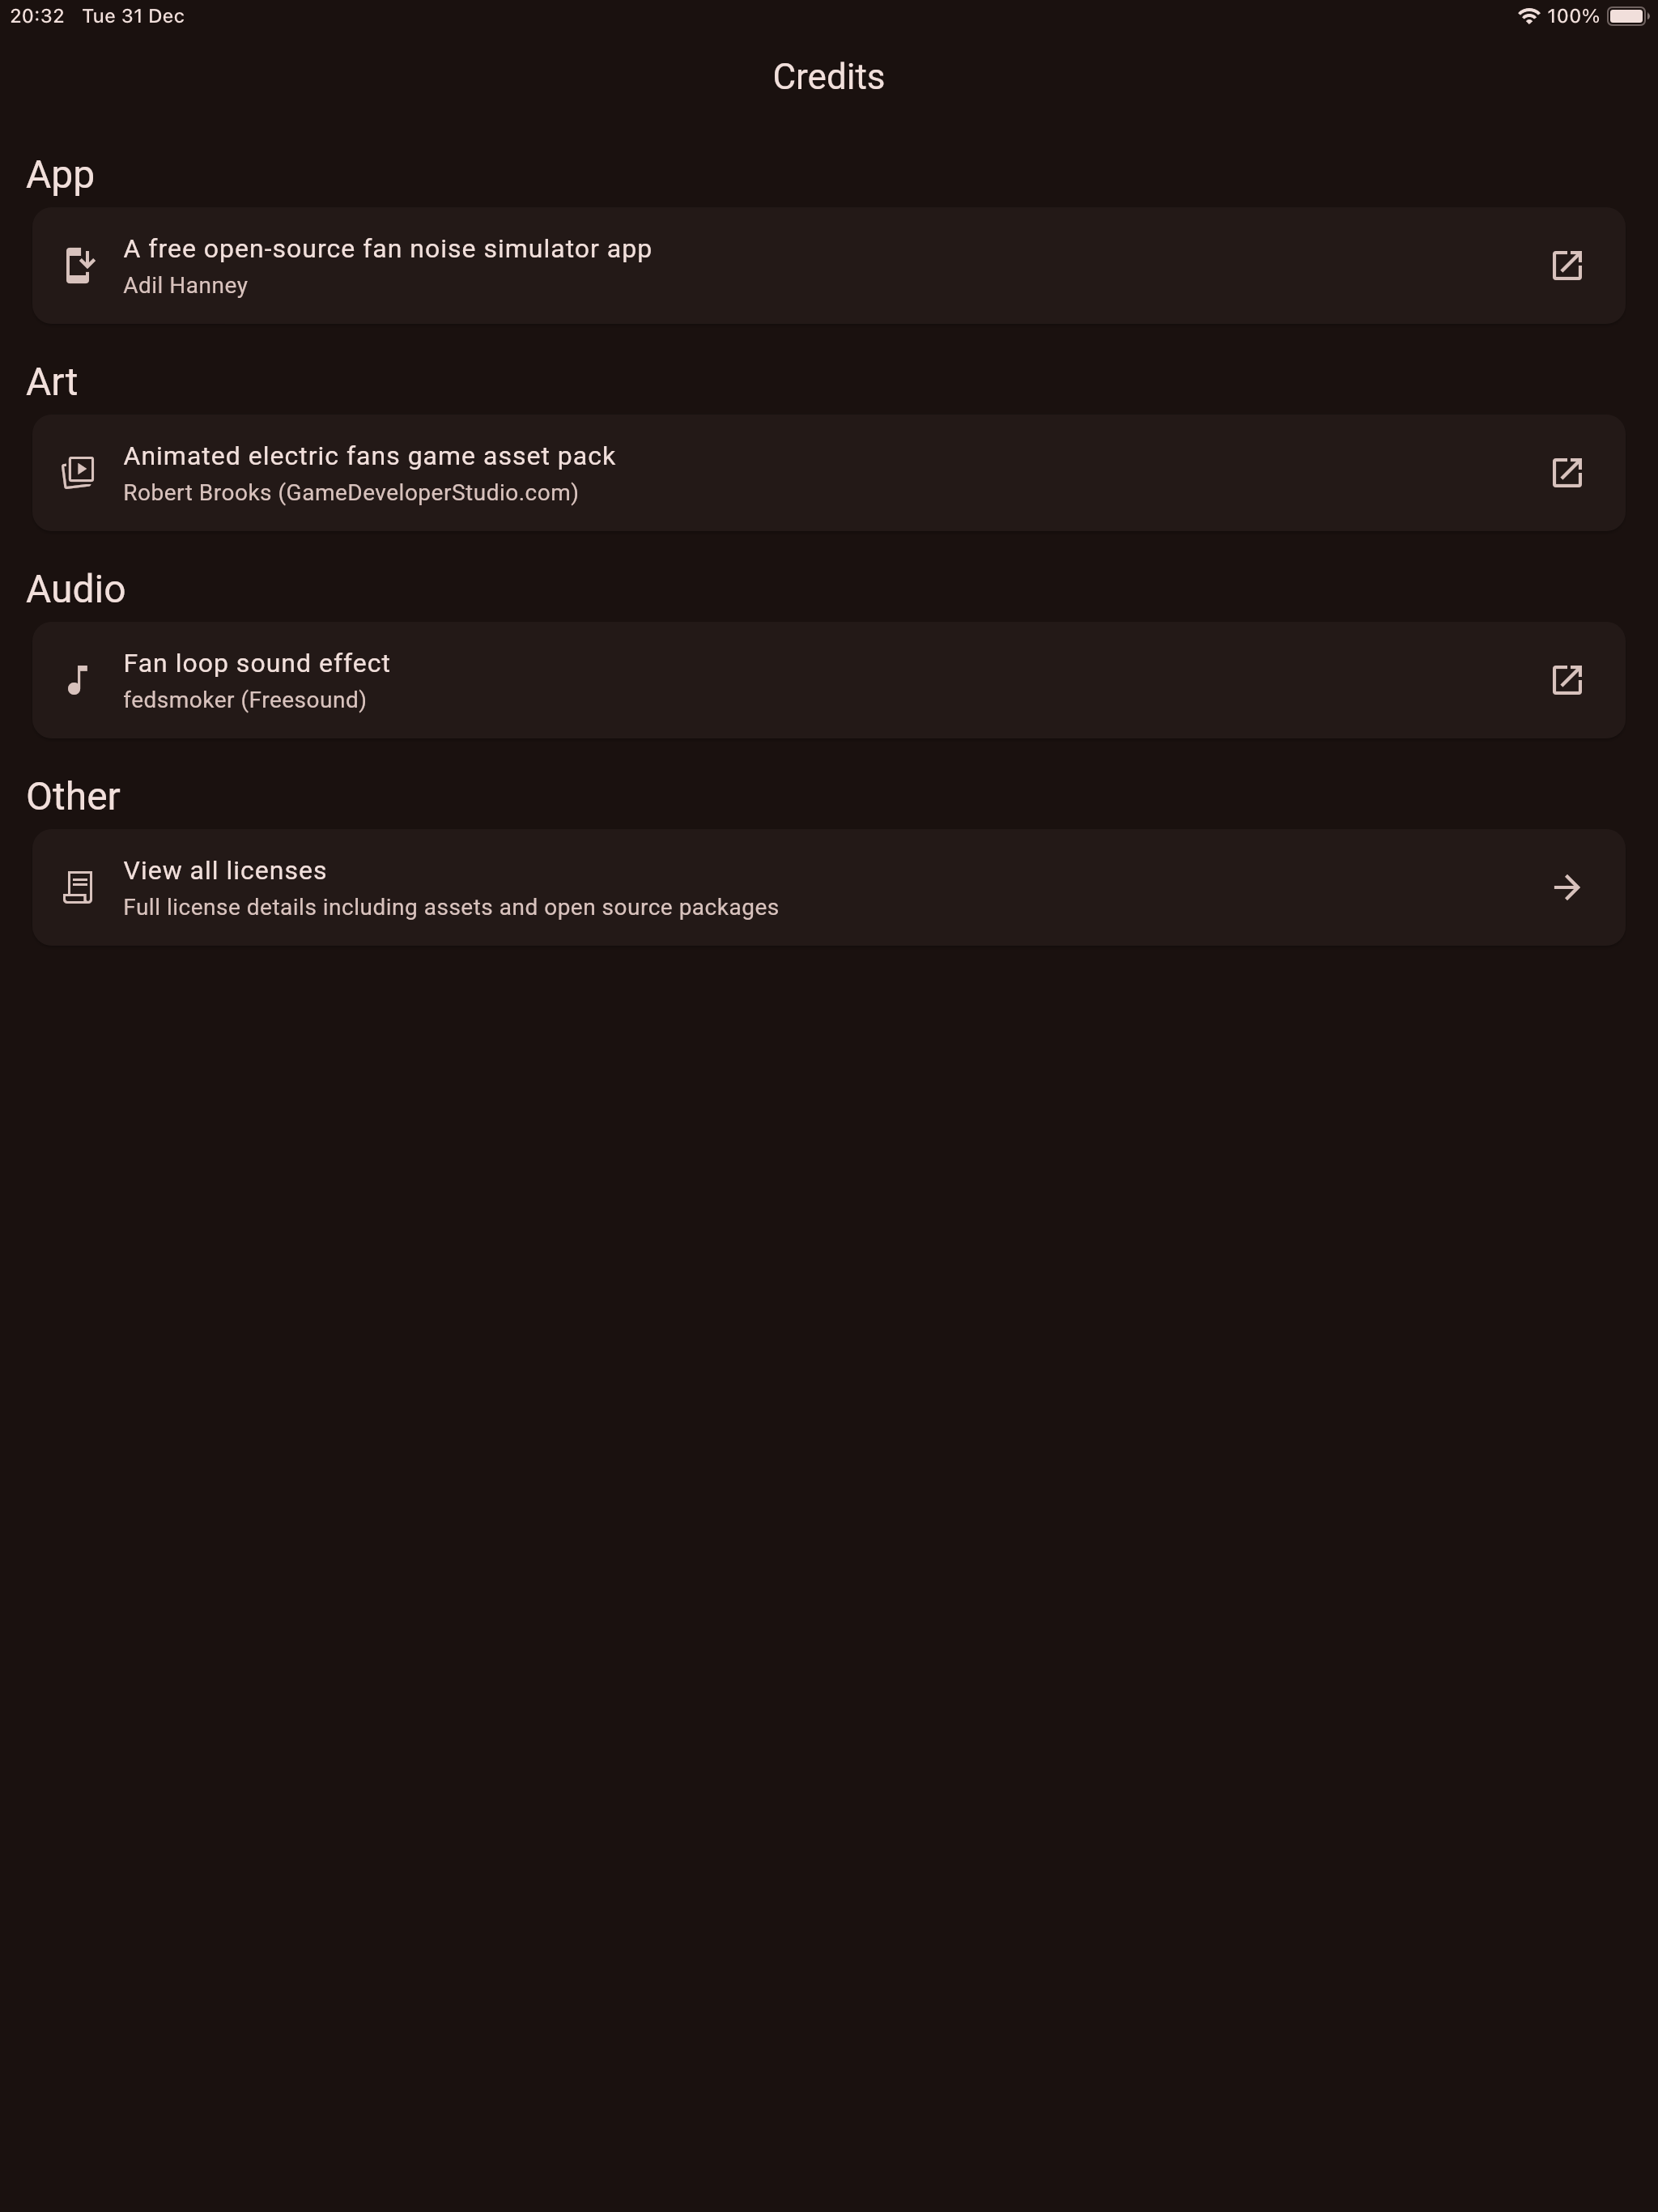 20:32 Tue 31 Dec
100%
Credits
App
A free open-source fan noise simulator app
Adil Hanney
Art
Animated electric fans game asset pack
Robert Brooks (GameDeveloperStudio.com)
Audio
Fan loop sound effect
fedsmoker (Freesound)
Other
View all licenses
Full license details including assets and open source packages